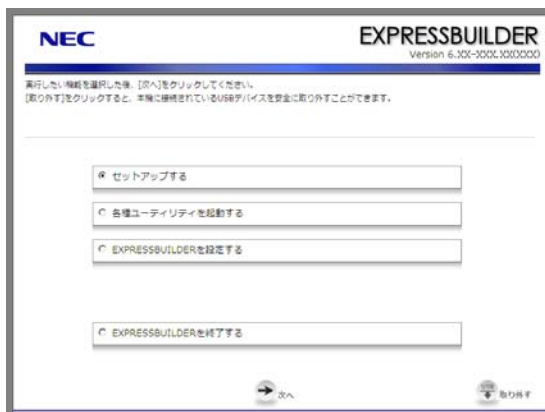 NEC
EXPRESSBUILDER
Version 6.XX-XXX.XX(XXX)
実行したい機能を選択した後、[次へ]をクリックしてください。
[取り外す]をクリックすると、本機に接続されているUSBデバイスを安全に取り外すことができます。
セットアップする
各種ユーティリティを起動する
EXPRESSBUILDERを設定する
EXPRESSBUILDERを終了する
次へ
取り外す